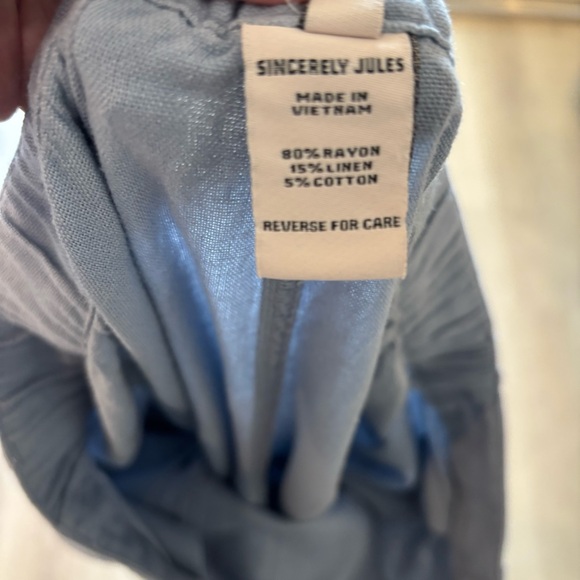 SINCERELY JULES
MADE IN
VIETNAM
80% RAYON
15% LINEN
5% COTTON
REVERSE FOR CARE